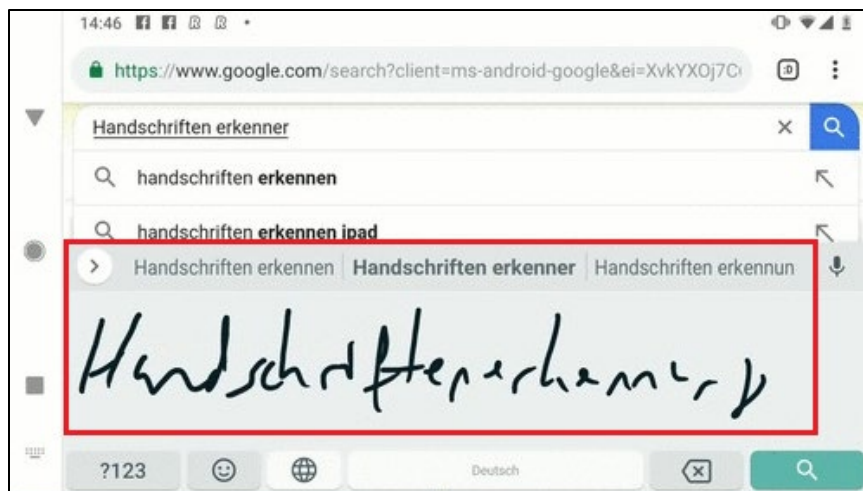 14:46
https://www.google.com/search?client=ms-android-google&ei=XvkYXOj7C
:D
Handschriften erkenner
handschriften erkennen
handschriften erkennen ipad
Handschriften erkennen Handschriften erkenner Handschriften erkennun
Handschriftenerkennung
?123 Deutsch